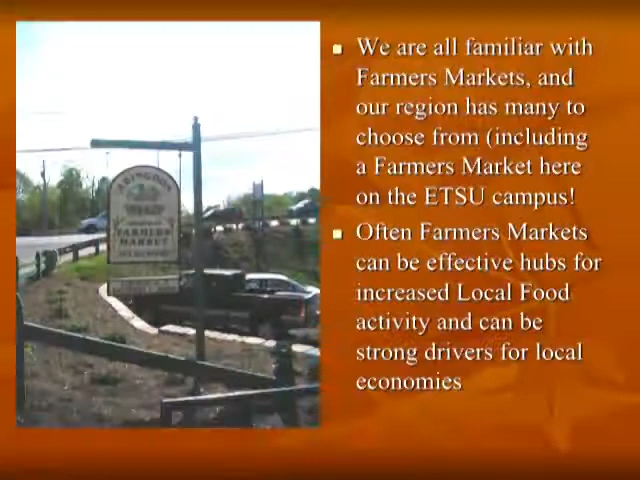 ABINGDON
FARMERS
MARKET
We are all familiar with
Farmers Markets, and
our region has many to
choose from (including
a Farmers Market here
on the ETSU campus!
Often Farmers Markets
can be effective hubs for
increased Local Food
activity and can be
strong drivers for local
economies